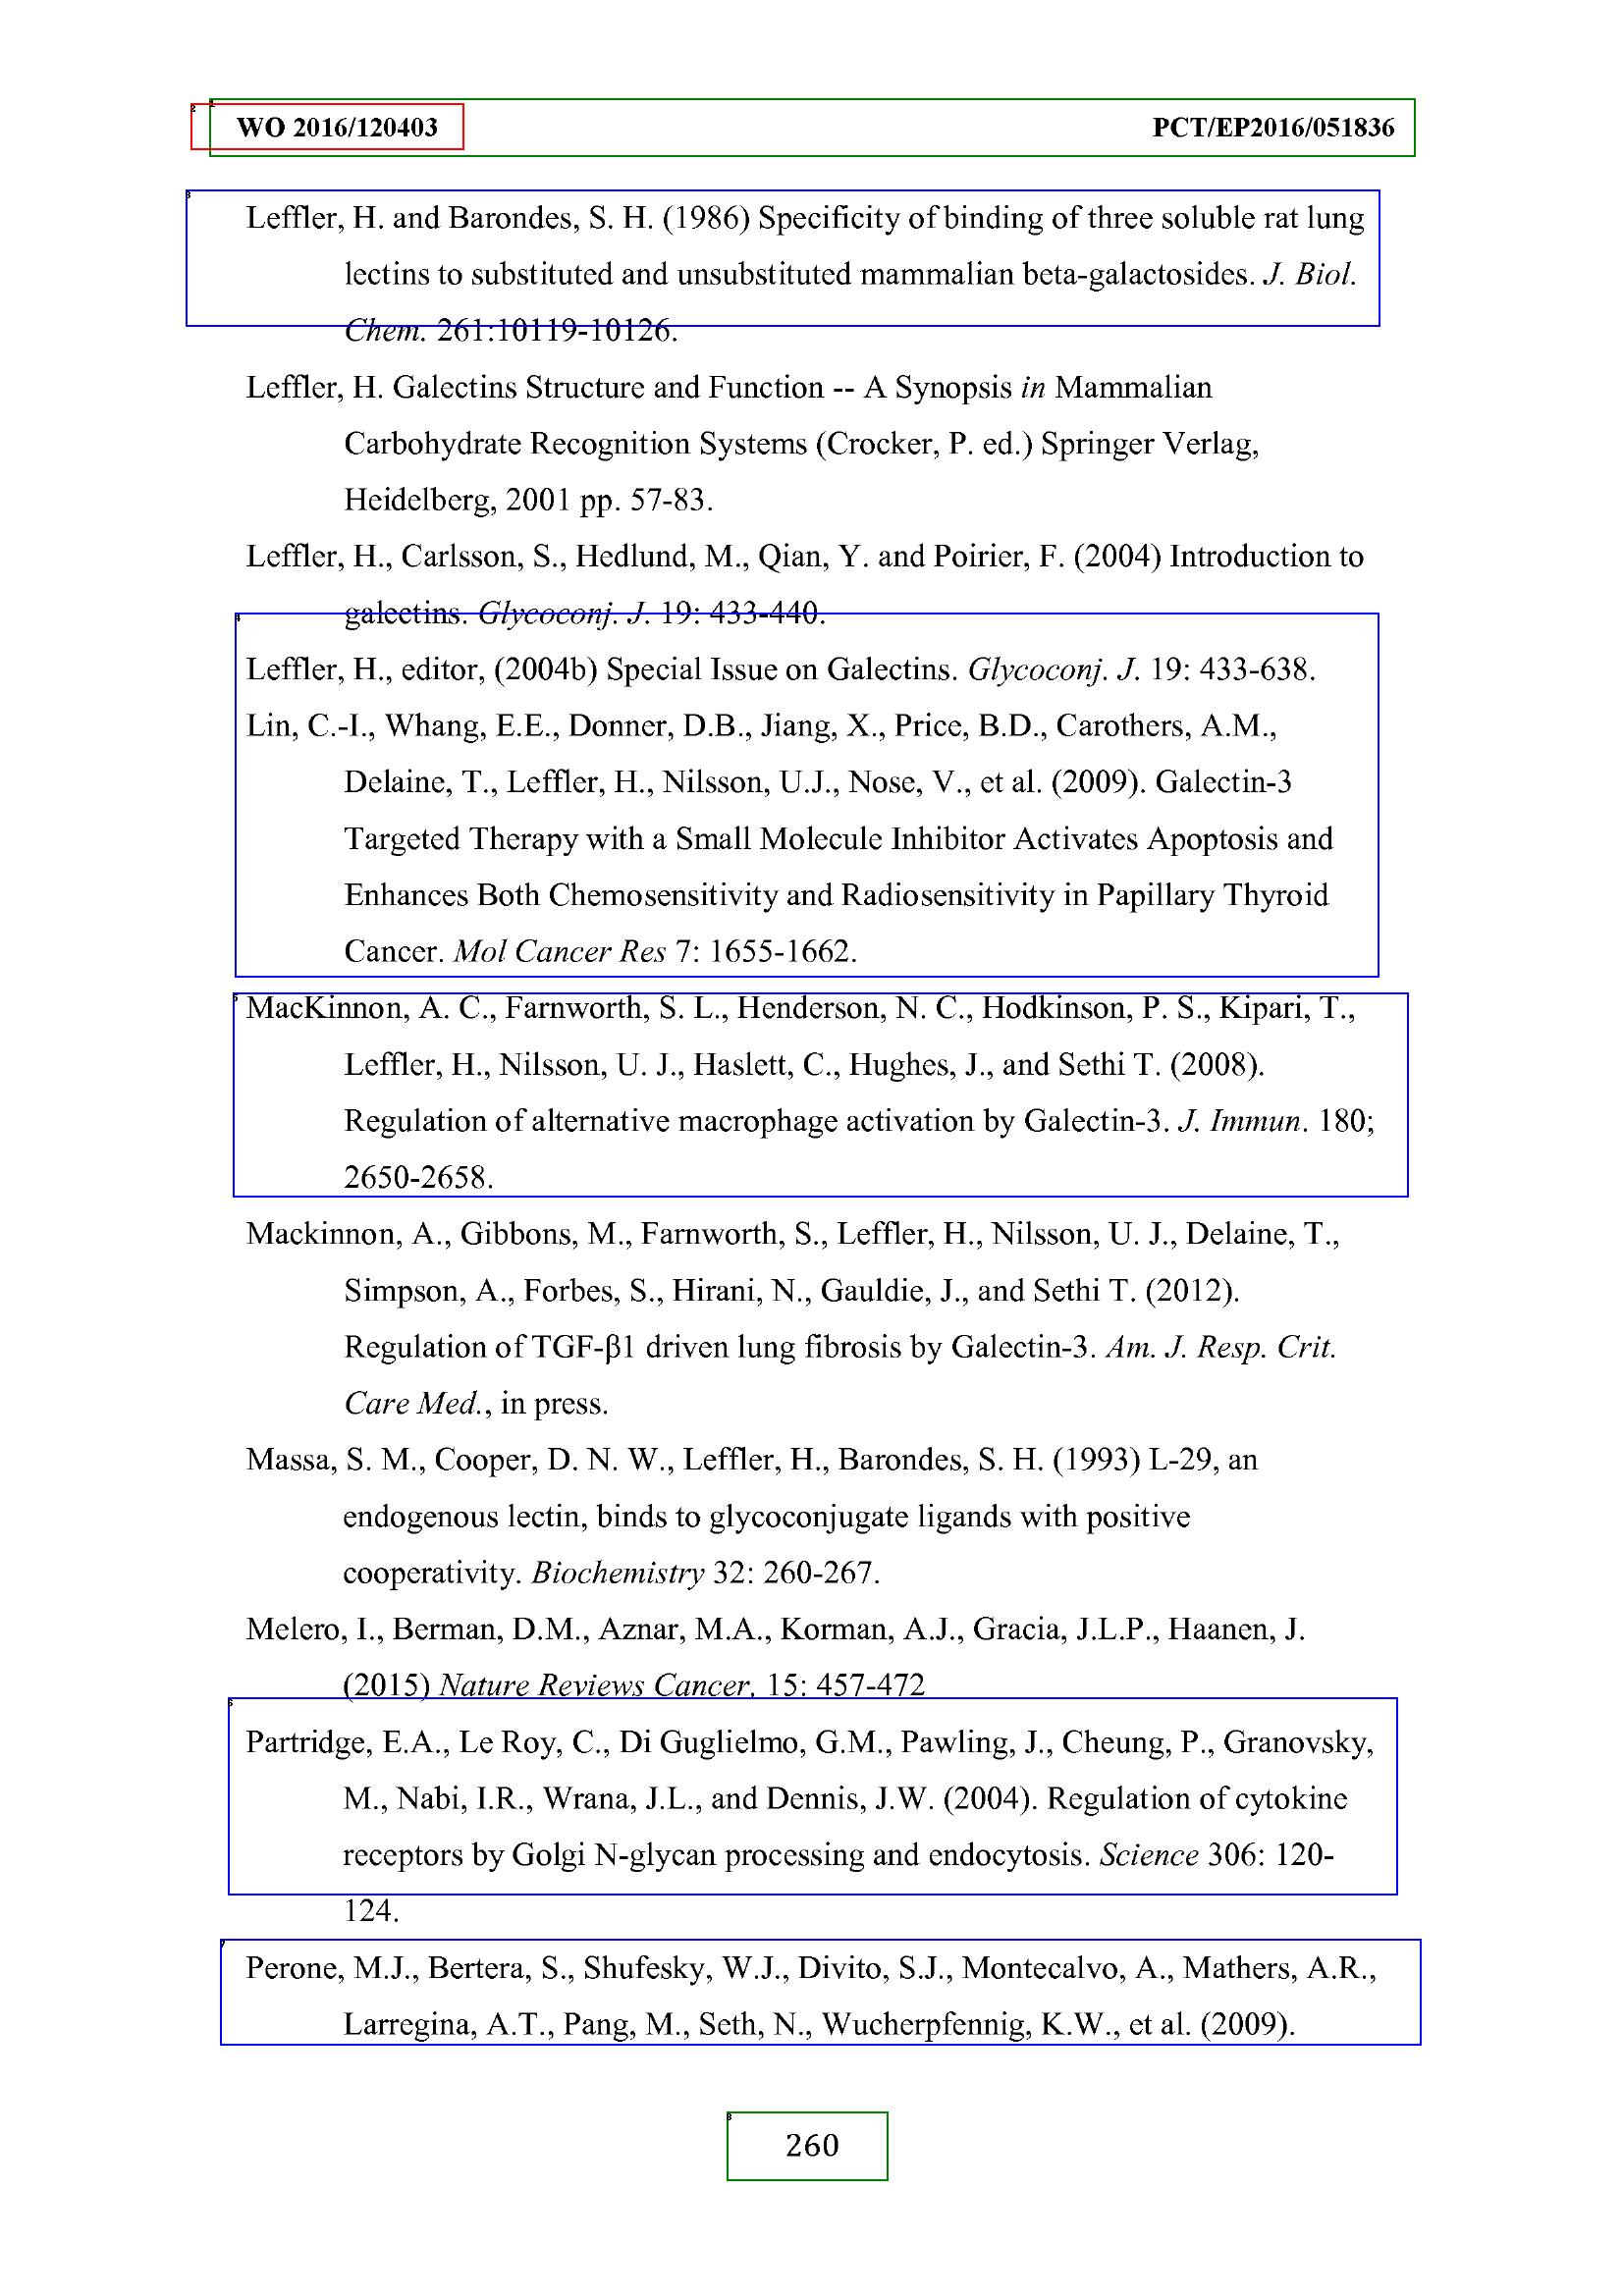 WO 2016/120403 PCT/EP2016/051836
Leffler, H. and Barondes, S. H. (1986) Specificity of binding of three soluble rat lung
lectins to substituted and unsubstituted mammalian beta-galactosides. J. Biol.
Chem. 261:10119-10126.
Leffler, H. Galectins Structure and Function -- A Synopsis in Mammalian
Carbohydrate Recognition Systems (Crocker, P. ed.) Springer Verlag,
Heidelberg, 2001 pp. 57-83.
Leffler, H., Carlsson, S., Hedlund, M., Qian, Y. and Poirier, F. (2004) Introduction to
galectins. Glycoconj. J. 19: 433-440.
Leffler, H., editor, (2004b) Special Issue on Galectins. Glycoconj. J. 19: 433-638.
Lin, C.-I., Whang, E.E., Donner, D.B., Jiang, X., Price, B.D., Carothers, A.M.,
Delaine, T., Leffler, H., Nilsson, U.J., Nose, V., et al. (2009). Galectin-3
Targeted Therapy with a Small Molecule Inhibitor Activates Apoptosis and
Enhances Both Chemosensitivity and Radiosensitivity in Papillary Thyroid
Cancer. Mol Cancer Res 7: 1655-1662.
MacKinnon, A. C., Farnworth, S. L., Henderson, N. C., Hodkinson, P. S., Kipari, T.,
Leffler, H., Nilsson, U. J., Haslett, C., Hughes, J., and Sethi T. (2008).
Regulation of alternative macrophage activation by Galectin-3. J. Immun. 180;
2650-2658.
Mackinnon, A., Gibbons, M., Farnworth, S., Leffler, H., Nilsson, U. J., Delaine, T.,
Simpson, A., Forbes, S., Hirani, N., Gauldie, J., and Sethi T. (2012).
Regulation of TGF-β1 driven lung fibrosis by Galectin-3. Am. J. Resp. Crit.
Care Med., in press.
Massa, S. M., Cooper, D. N. W., Leffler, H., Barondes, S. H. (1993) L-29, an
endogenous lectin, binds to glycoconjugate ligands with positive
cooperativity. Biochemistry 32: 260-267.
Melero, I., Berman, D.M., Aznar, M.A., Korman, A.J., Gracia, J.L.P., Haanen, J.
(2015) Nature Reviews Cancer, 15: 457-472
Partridge, E.A., Le Roy, C., Di Guglielmo, G.M., Pawling, J., Cheung, P., Granovsky,
M., Nabi, I.R., Wrana, J.L., and Dennis, J.W. (2004). Regulation of cytokine
receptors by Golgi N-glycan processing and endocytosis. Science 306: 120-
124.
Perone, M.J., Bertera, S., Shufesky, W.J., Divito, S.J., Montecalvo, A., Mathers, A.R.,
Larregina, A.T., Pang, M., Seth, N., Wucherpfennig, K.W., et al. (2009).
260